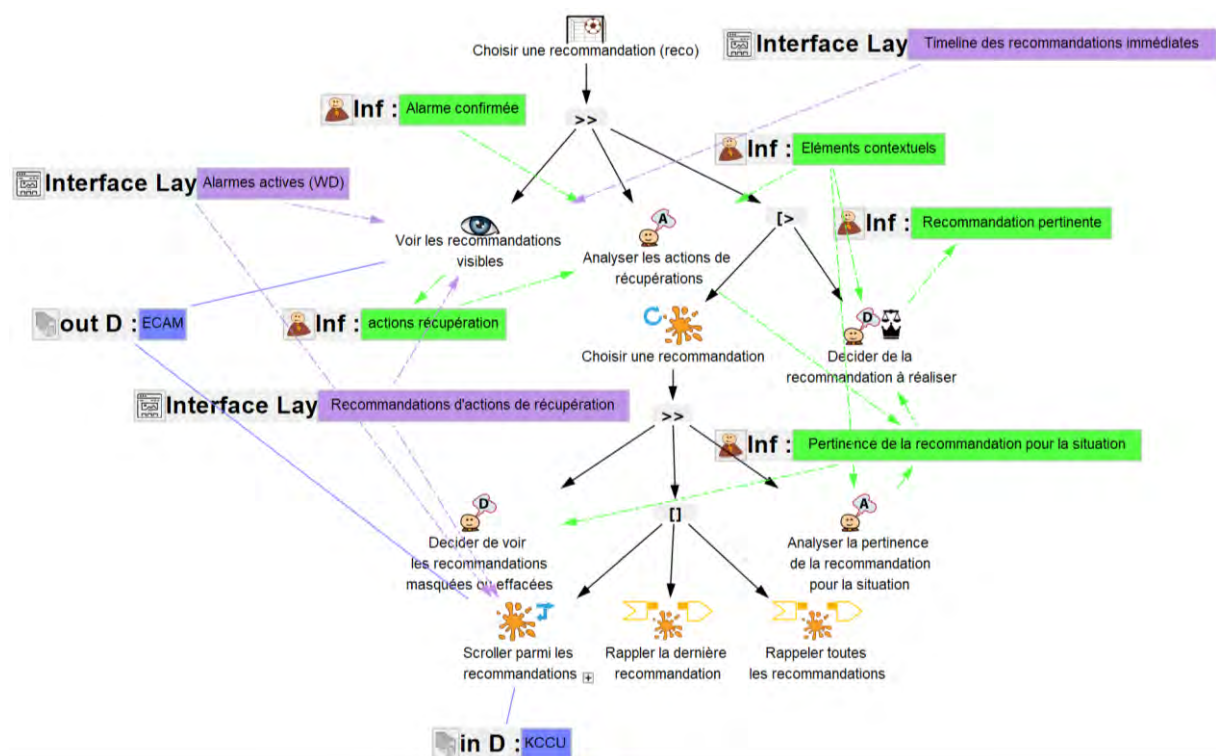 Choisir une recommandation (reco)
Interface Lay
Timeline des recommandations immédiates
>>
Inf :
Alarme confirmée
Inf :
Eléments contextuels
Interface Lay
Alarmes actives (WD)
A
[>
Inf :
Recommandation pertinente
Voir les recommandations
visibles
Analyser les actions de
récupérations
out D :
ECAM
Inf :
actions récupération
D
Choisir une recommandation
Decider de la
recommandation à réaliser
Interface Lay
Recommandations d'actions de récupération
>>
Inf :
Pertinence de la recommandation pour la situation
D
[]
A
Decider de voir
les recommandations
masquées ou effacées
Analyser la pertinence
de la recommandation
pour la situation
Scroller parmi les
recommandations
Rappler la dernière
recommandation
Rappeler toutes
les recommandations
in D :
KCCU